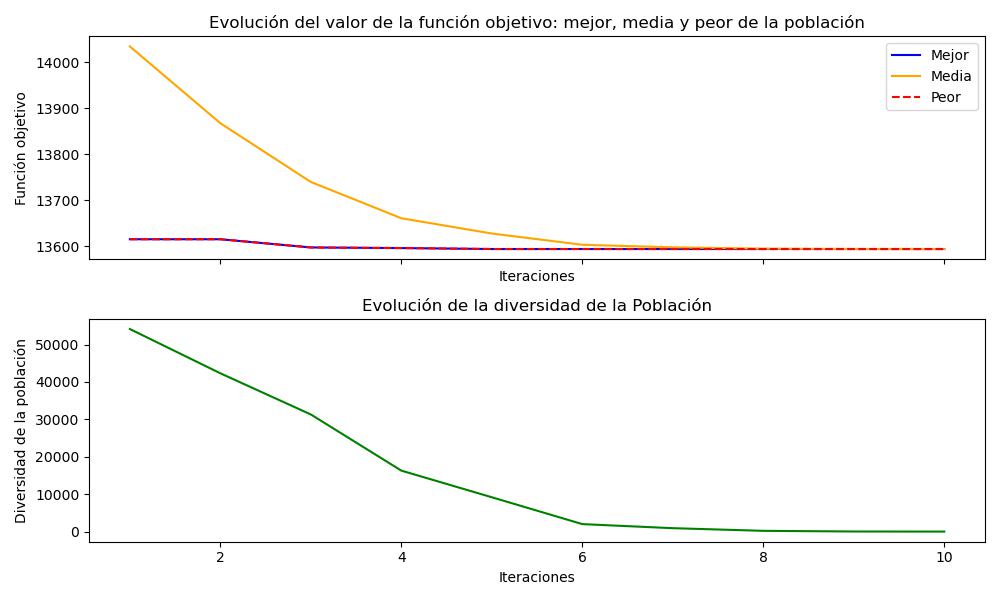 Evolución del valor de la función objetivo: mejor, media y peor de la población
Mejor
Media
Peor
Función objetivo
14000
13900
13800
13700
13600
Iteraciones
Evolución de la diversidad de la Población
Diversidad de la población
50000
40000
30000
20000
10000
0
2 4 6 8 10
Iteraciones